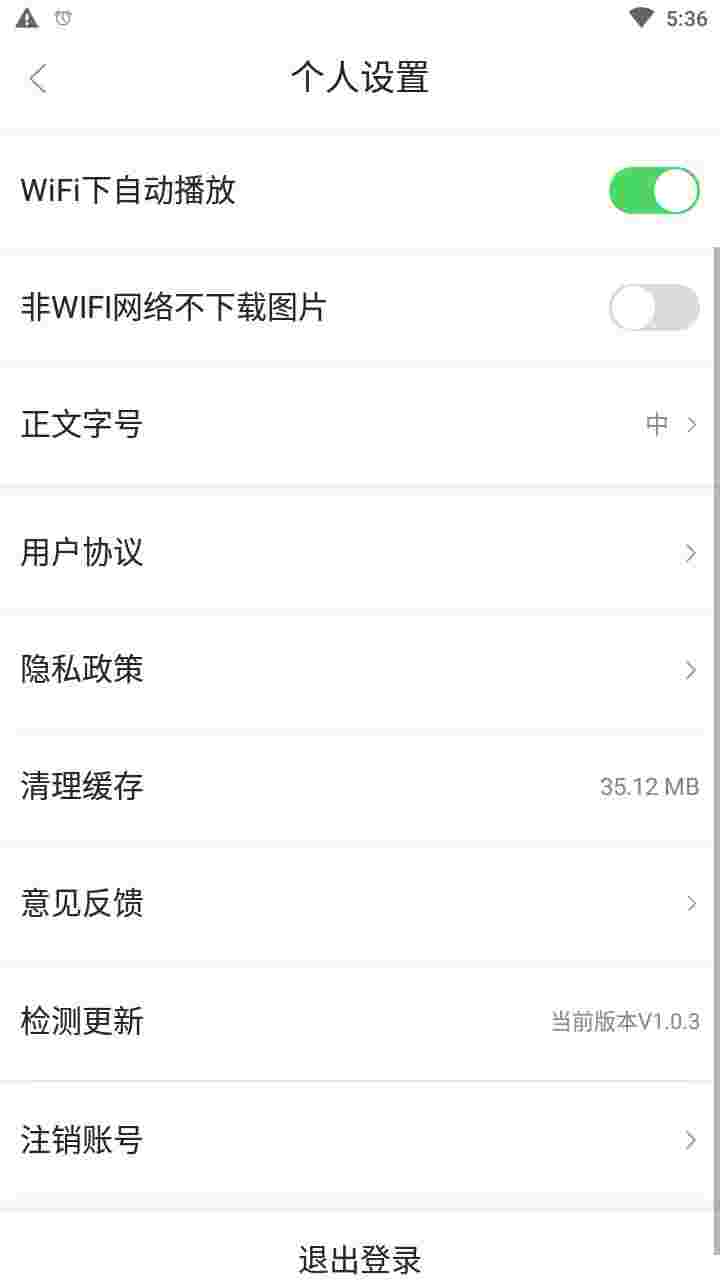 5:36
个人设置
WiFi下自动播放
非WIFI网络不下载图片
正文字号 中
用户协议
隐私政策
清理缓存 35.12 MB
意见反馈
检测更新 当前版本V1.0.3
注销账号
退出登录